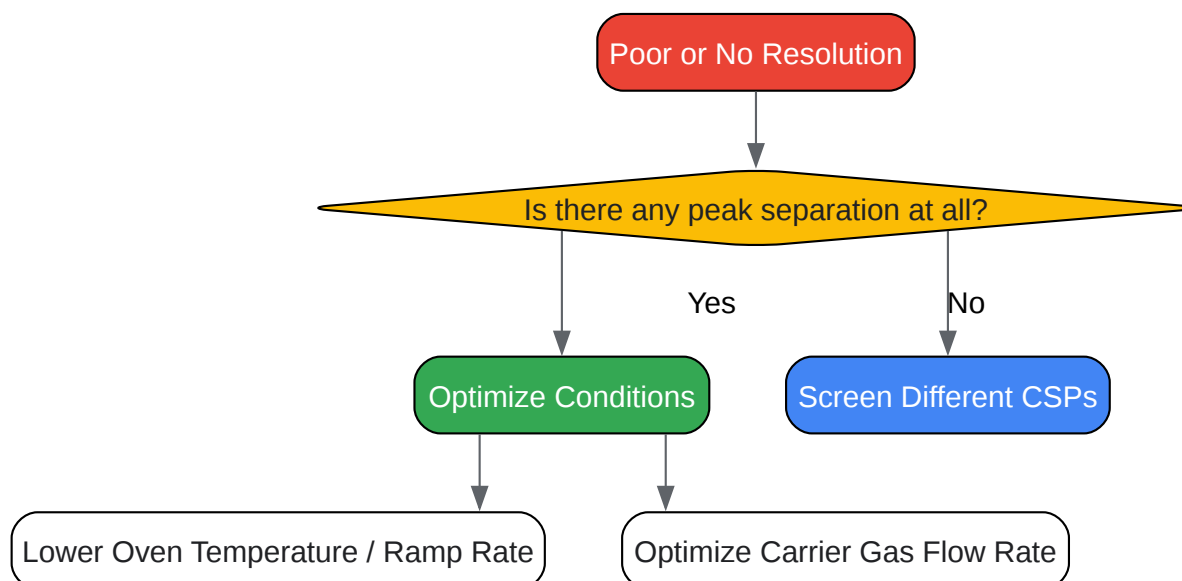 Poor or No Resolution
Is there any peak separation at all?
Yes
No
Optimize Conditions
Screen Different CSPs
Lower Oven Temperature / Ramp Rate
Optimize Carrier Gas Flow Rate